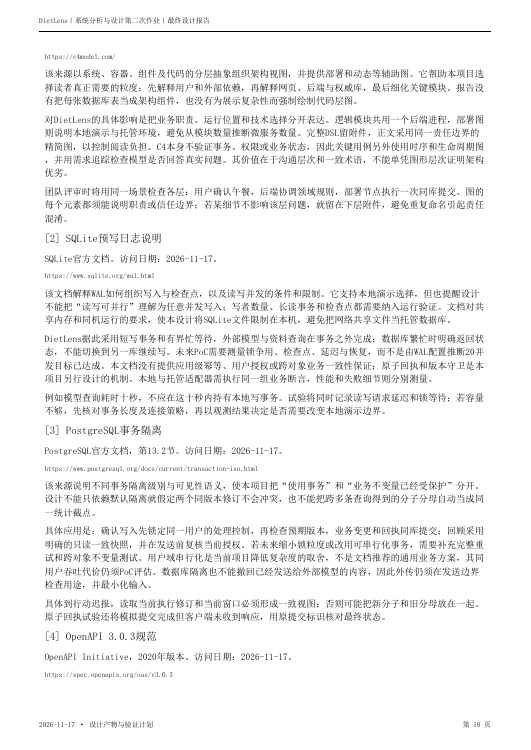 DietLens｜系统分析与设计第二次作业｜最终设计报告
https://c4model.com/
该来源以系统、容器、组件及代码的分层抽象组织架构视图，并提供部署和动态等辅助图。它帮助本项目选
择读者真正需要的粒度：先解释用户和外部依赖，再解释网页、后端与权威库，最后细化关键模块。报告没
有把每张数据库表当成架构组件，也没有为展示复杂性而强制绘制代码层图。
对DietLens的具体影响是把业务职责、运行位置和技术选择分开表达。逻辑模块共用一个后端进程，部署图
则说明本地演示与托管环境，避免从模块数量推断微服务数量。完整DSL留附件，正文采用同一责任边界的
精简图，以控制阅读负担。C4本身不验证事务、权限或业务状态，因此关键用例另外使用时序和生命周期图
，并用需求追踪检查模型是否回答真实问题。其价值在于沟通层次和一致术语，不能单凭图形层次证明架构
优劣。
团队评审时将用同一场景检查各层：用户确认午餐，后端协调领域规则，部署节点执行一次同库提交。图的
每个元素都须能说明职责或信任边界；若某细节不影响该层问题，就留在下层附件，避免重复命名引起责任
混淆。
[2] SQLite预写日志说明
SQLite官方文档。访问日期：2026-11-17。
https://www.sqlite.org/wal.html
该文档解释WAL如何组织写入与检查点，以及读写并发的条件和限制。它支持本地演示选择，但也提醒设计
不能把“读写可并行”理解为任意并发写入；写者数量、长读事务和检查点都需要纳入运行验证。文档对共
享内存和同机运行的要求，使本设计将SQLite文件限制在本机，避免把网络共享文件当托管数据库。
DietLens据此采用短写事务和有界忙等待，外部模型与资料查询在事务之外完成；数据库繁忙时明确返回状
态，不能切换到另一库继续写。未来PoC需要测量锁争用、检查点、延迟与恢复，而不是由WAL配置推断20并
发目标已达成。本文档没有提供应用级幂等、用户授权或跨对象业务一致性保证；原子回执和版本守卫是本
项目另行设计的机制。本地与托管适配器需执行同一组业务断言，性能和失败细节则分别测量。
例如模型查询耗时十秒，不应在这十秒内持有本地写事务。试验将同时记录读写请求延迟和锁等待；若容量
不够，先核对事务长度及连接策略，再以观测结果决定是否需要改变本地演示边界。
[3] PostgreSQL事务隔离
PostgreSQL官方文档，第13.2节。访问日期：2026-11-17。
https://www.postgresql.org/docs/current/transaction-iso.html
该来源说明不同事务隔离级别与可见性语义，使本项目把“使用事务”和“业务不变量已经受保护”分开。
设计不能只依赖默认隔离就假定两个同版本修订不会冲突，也不能把跨多条查询得到的分子分母自动当成同
一统计截点。
具体应用是：确认写入先锁定同一用户的处理控制，再检查预期版本，业务变更和回执同库提交；回顾采用
明确的只读一致快照，并在发送前复核当前授权。若未来缩小锁粒度或改用可串行化事务，需要补充完整重
试和跨对象不变量测试。用户域串行化是当前项目降低复杂度的取舍，不是文档推荐的通用业务方案，其同
用户吞吐代价仍须PoC评估。数据库隔离也不能撤回已经发送给外部模型的内容，因此外传仍须在发送边界
检查用途，并最小化输入。
具体到行动迟报，读取当前执行修订和当前窗口必须形成一致视图；否则可能把新分子和旧分母放在一起。
原子回执试验还将模拟提交完成但客户端未收到响应，用原提交标识核对最终状态。
[4] OpenAPI 3.0.3规范
OpenAPI Initiative，2020年版本。访问日期：2026-11-17。
https://spec.openapis.org/oas/v3.0.3
2026-11-17 · 设计产物与验证计划
第 18 页